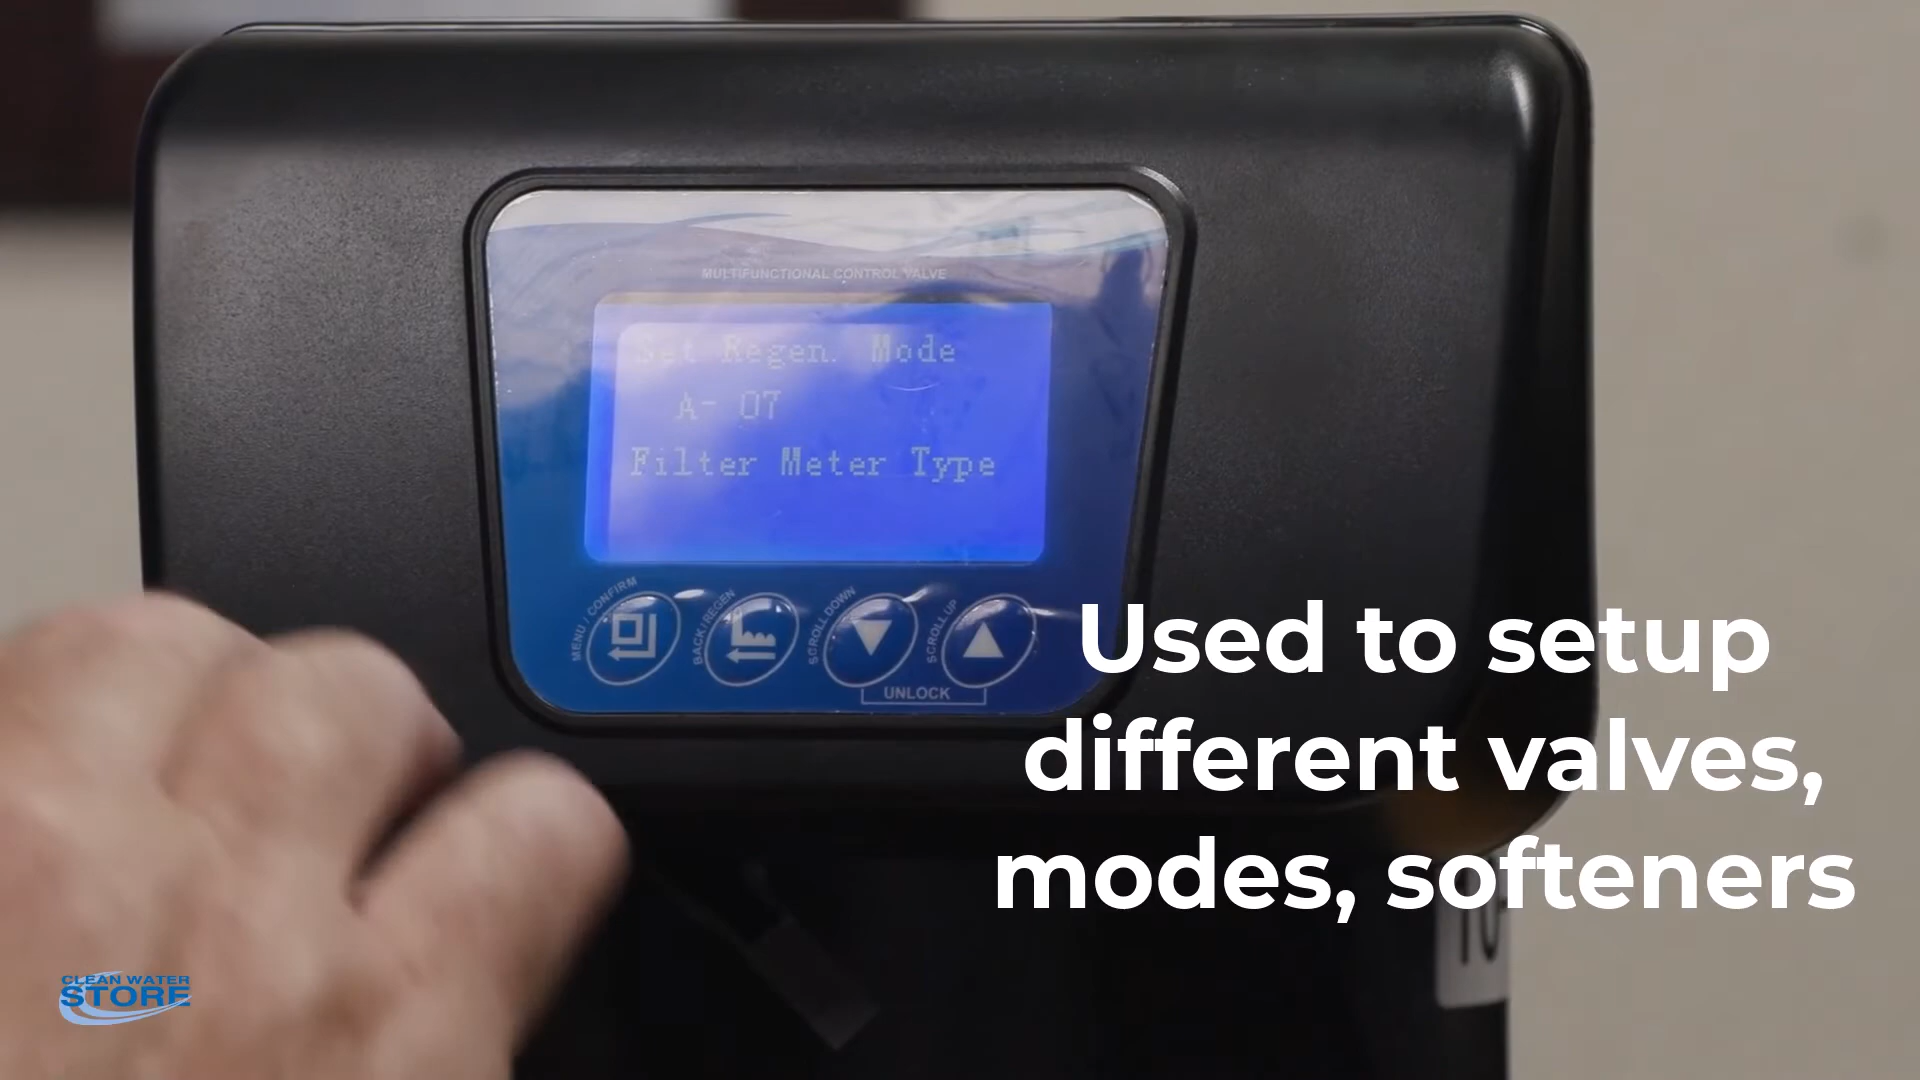 MULTIFUNCTIONAL CONTROL VALVE
Set Regen. Mode
A- 07
Filter Meter Type
MENU / CONFIRM
BACK / REGEN
SCROLL DOWN
SCROLL UP
UNLOCK
Used to setup
different valves,
modes, softeners
CLEAN WATER
STORE